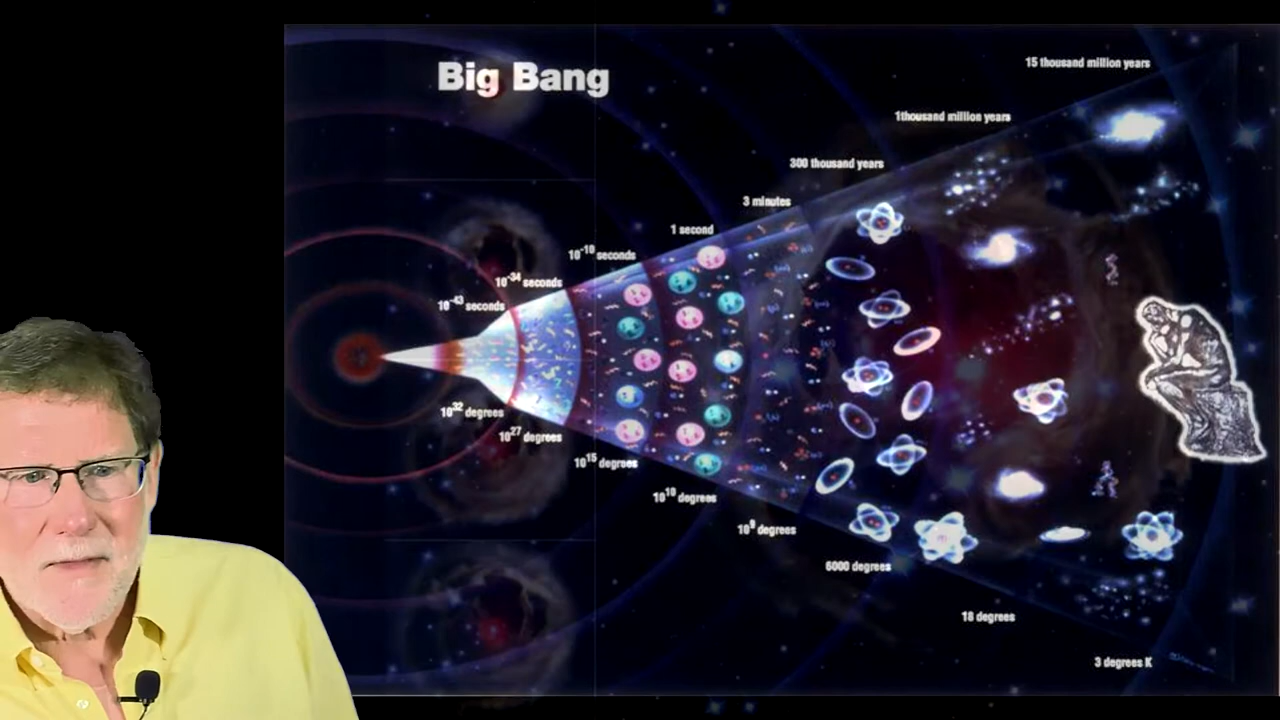 Big Bang
15 thousand million years
1thousand million years
300 thousand years
3 minutes
1 second
10⁻¹⁰ seconds
10⁻³⁴ seconds
10⁻⁴³ seconds
10³² degrees
10²⁷ degrees
10¹⁵ degrees
10¹⁰ degrees
10⁹ degrees
6000 degrees
18 degrees
3 degrees K